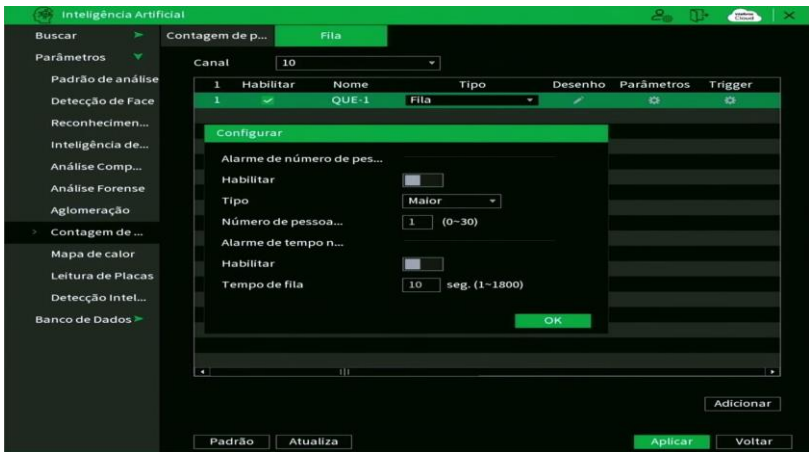 Inteligência Artificial
Buscar
Parâmetros
Padrão de análise
Detecção de Face
Reconhecimen...
Inteligência de...
Análise Comp...
Análise Forense
Aglomeração
Contagem de ...
Mapa de calor
Leitura de Placas
Detecção Intel...
Banco de Dados
Contagem de p... Fila
Canal 10
1 Habilitar Nome Tipo Desenho Parâmetros Trigger
1 QUE-1 Fila
Configurar
Alarme de número de pes...
Habilitar
Tipo Maior
Número de pessoa... 1 (0~30)
Alarme de tempo n...
Habilitar
Tempo de fila 10 seg. (1~1800)
OK
Adicionar
Padrão Atualiza Aplicar Voltar